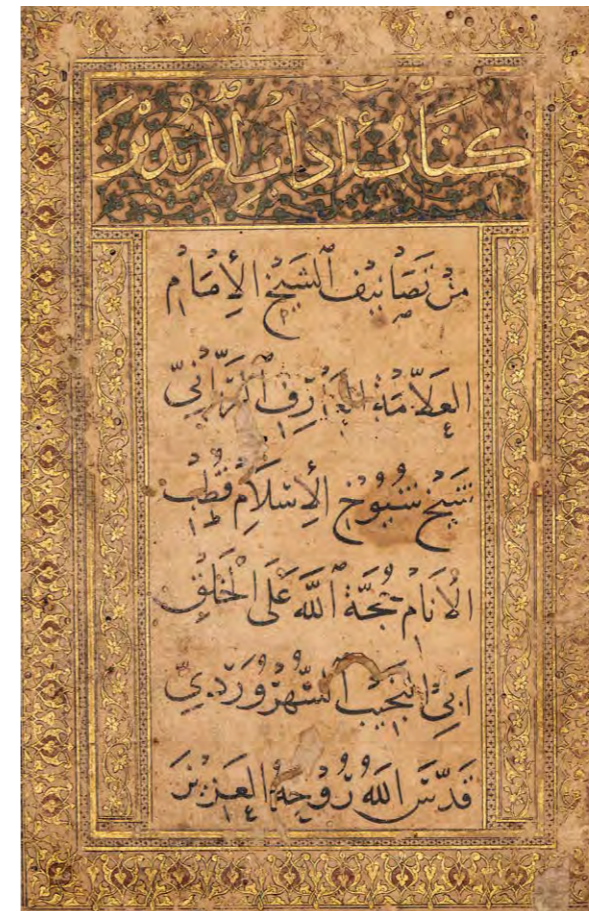 كتاب آداب المريدين
من تصانيف الشيخ الإمام
العلامة العارف الرباني
شيخ شيوخ الإسلام قطب
الأنام حجة الله على الخلق
ابي النجيب السهروردي
قدس الله روحه العزيز